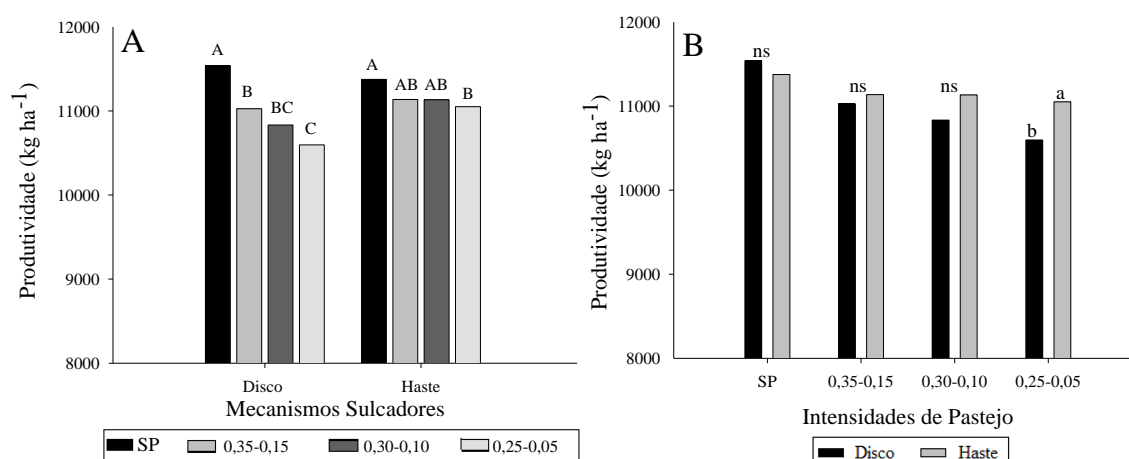 A
Produtividade (kg ha⁻¹)
12000
11000
10000
9000
8000
A
B
BC
C
A
AB
AB
B
Disco
Haste
Mecanismos Sulcadores
SP
0,35-0,15
0,30-0,10
0,25-0,05
B
Produtividade (kg ha⁻¹)
12000
11000
10000
9000
8000
ns
ns
ns
b
a
SP
0,35-0,15
0,30-0,10
0,25-0,05
Intensidades de Pastejo
Disco
Haste